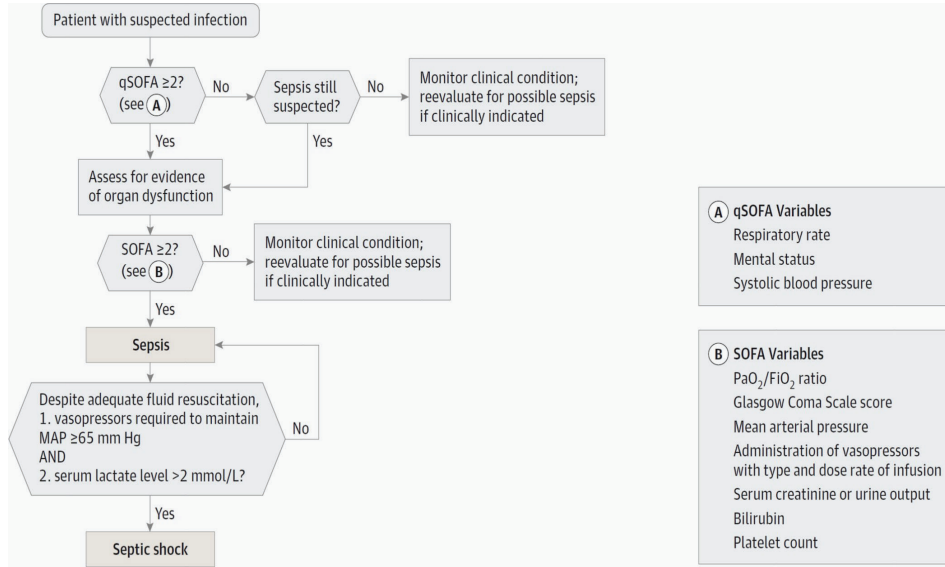 Patient with suspected infection
qSOFA ≥2?
(see A)
No
Sepsis still
suspected?
No
Monitor clinical condition;
reevaluate for possible sepsis
if clinically indicated
Yes
Yes
Assess for evidence
of organ dysfunction
SOFA ≥2?
(see B)
No
Monitor clinical condition;
reevaluate for possible sepsis
if clinically indicated
Yes
Sepsis
Despite adequate fluid resuscitation,
1. vasopressors required to maintain
MAP ≥65 mm Hg
AND
2. serum lactate level >2 mmol/L?
No
Yes
Septic shock
A qSOFA Variables
Respiratory rate
Mental status
Systolic blood pressure
B SOFA Variables
PaO2/FiO2 ratio
Glasgow Coma Scale score
Mean arterial pressure
Administration of vasopressors
with type and dose rate of infusion
Serum creatinine or urine output
Bilirubin
Platelet count